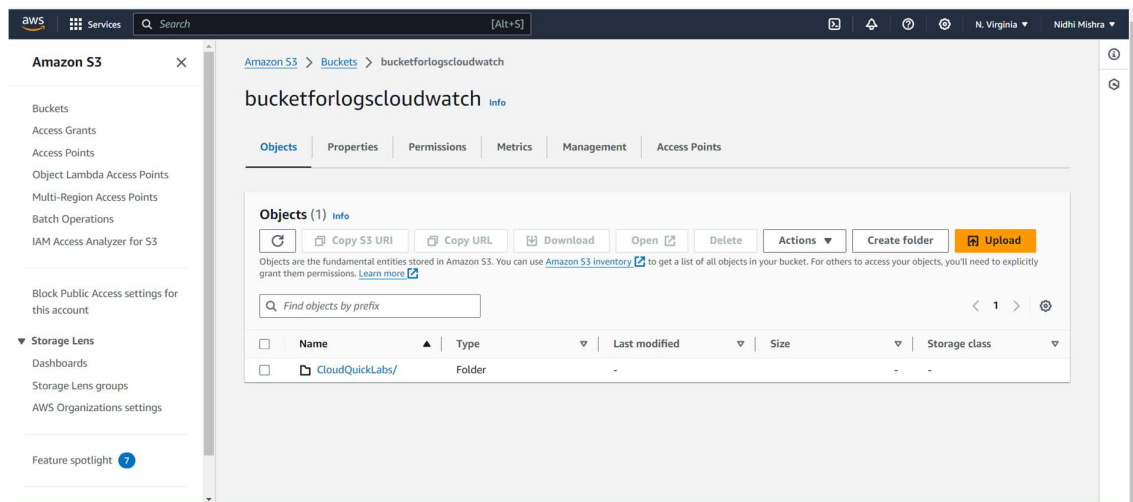 aws Services Search [Alt+S] N. Virginia ▼ Nidhi Mishra ▼
Amazon S3
Buckets
Access Grants
Access Points
Object Lambda Access Points
Multi-Region Access Points
Batch Operations
IAM Access Analyzer for S3
Block Public Access settings for
this account
▼ Storage Lens
Dashboards
Storage Lens groups
AWS Organizations settings
Feature spotlight 7
Amazon S3 > Buckets > bucketforlogscloudwatch
bucketforlogscloudwatch Info
Objects Properties Permissions Metrics Management Access Points
Objects (1) Info
Copy S3 URI Copy URL Download Open Delete Actions ▼ Create folder Upload
Objects are the fundamental entities stored in Amazon S3. You can use Amazon S3 inventory to get a list of all objects in your bucket. For others to access your objects, you'll need to explicitly
grant them permissions. Learn more
Find objects by prefix < 1 >
Name ▲ Type Last modified Size Storage class
CloudQuickLabs/ Folder - - -